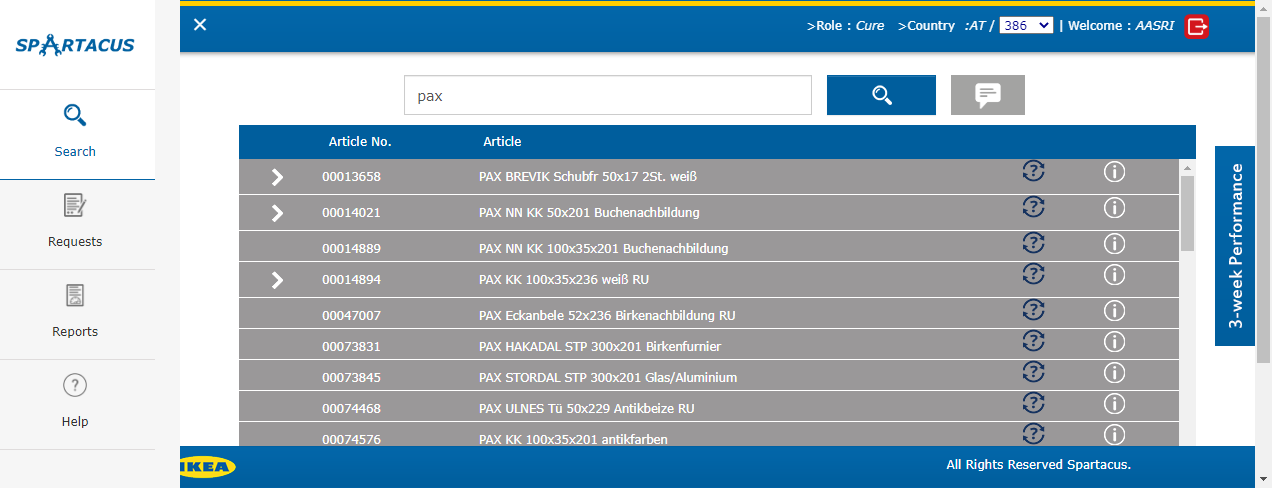 SPARTACUS
>Role : Cure >Country :AT / 386 | Welcome : AASRI
Search
Requests
Reports
Help
pax
Article No. Article
00013658 PAX BREVIK Schubfr 50x17 2St. weiß
00014021 PAX NN KK 50x201 Buchenachbildung
00014889 PAX NN KK 100x35x201 Buchenachbildung
00014894 PAX KK 100x35x236 weiß RU
00047007 PAX Eckanbele 52x236 Birkenachbildung RU
00073831 PAX HAKADAL STP 300x201 Birkenfurnier
00073845 PAX STORDAL STP 300x201 Glas/Aluminium
00074468 PAX ULNES Tü 50x229 Antikbeize RU
00074576 PAX KK 100x35x201 antikfarben
3-week Performance
IKEA
All Rights Reserved Spartacus.